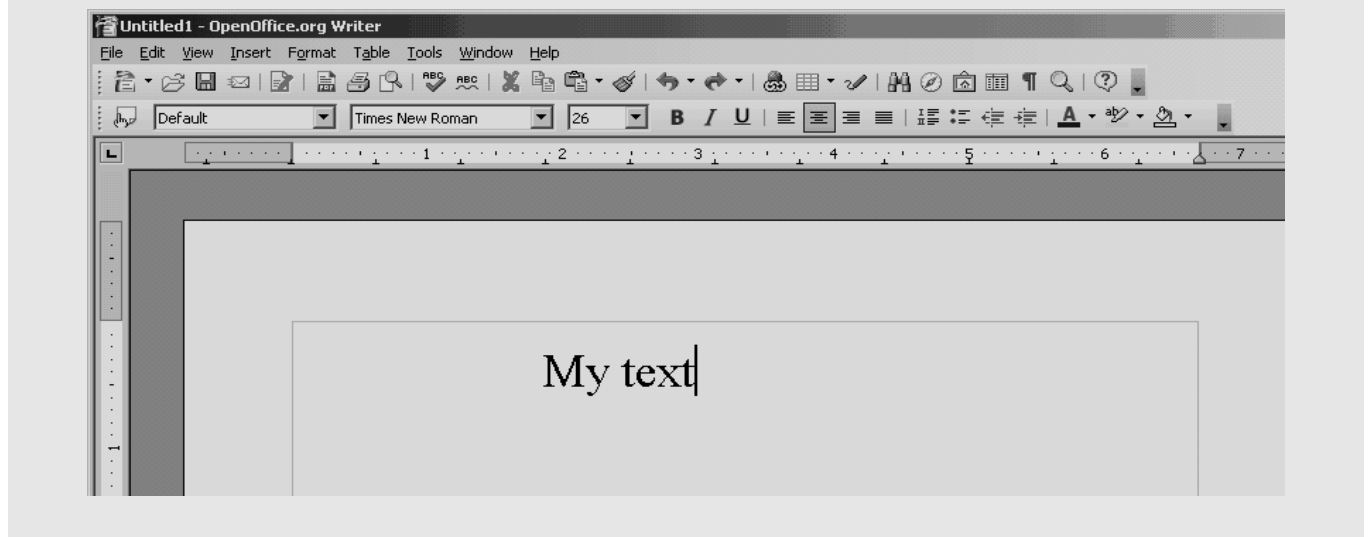 Untitled1 - OpenOffice.org Writer
File Edit View Insert Format Table Tools Window Help
Default Times New Roman 26 B I U A
1 2 3 4 5 6 7
My text
1